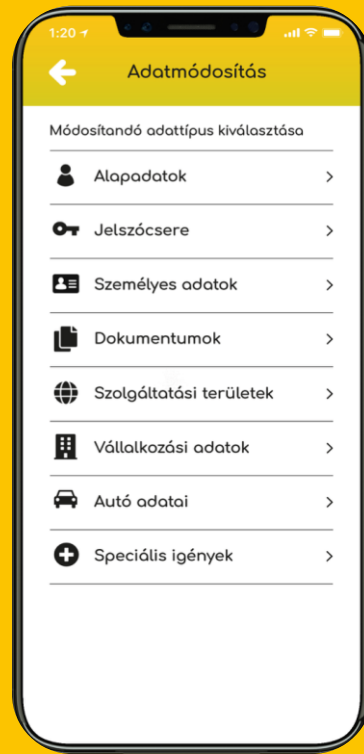 1:20
Adatmódosítás
Módosítandó adattípus kiválasztása
Alapadatok
Jelszócsere
Személyes adatok
Dokumentumok
Szolgáltatási területek
Vállalkozási adatok
Autó adatai
Speciális igények